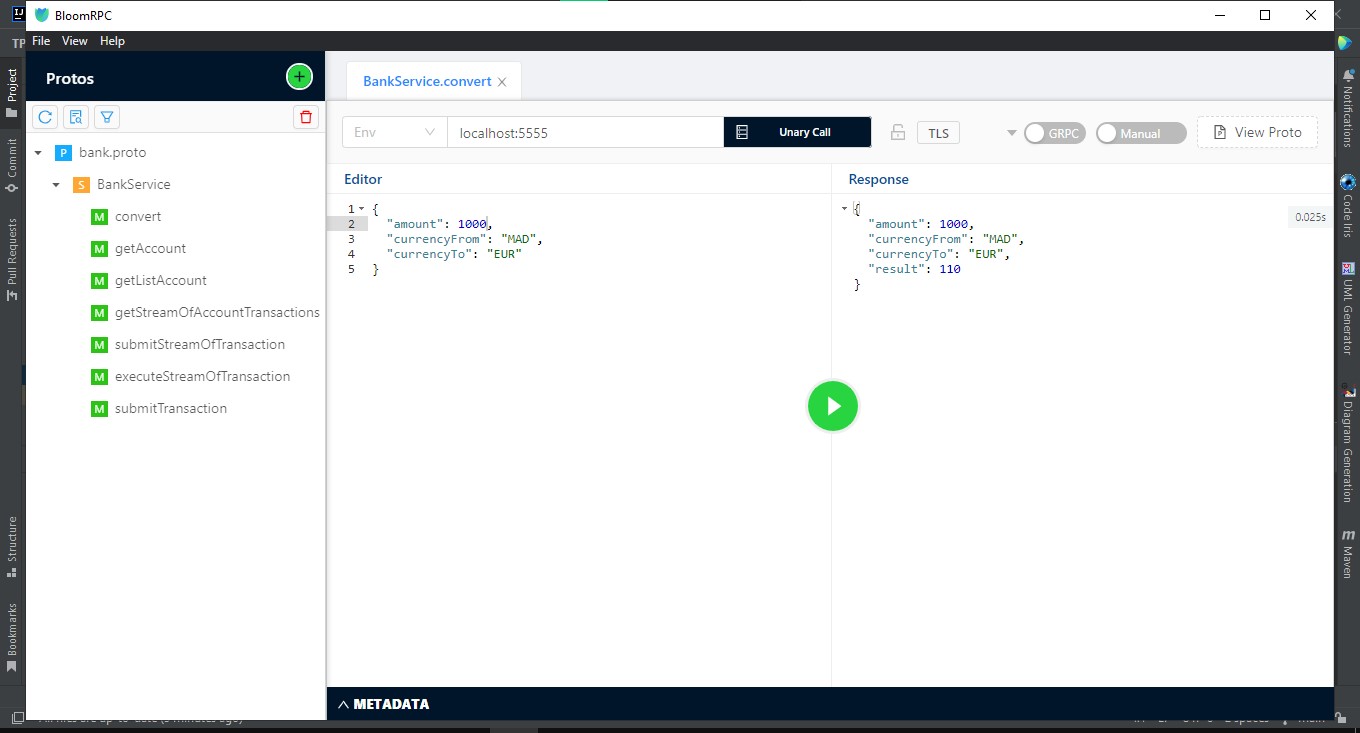 BloomRPC
File View Help
TP
Protos
bank.proto
BankService
convert
getAccount
getListAccount
getStreamOfAccountTransactions
submitStreamOfTransaction
executeStreamOfTransaction
submitTransaction
BankService.convert
Env
localhost:5555
Unary Call
TLS
GRPC
Manual
View Proto
Editor
1 {
2 "amount": 1000,
3 "currencyFrom": "MAD",
4 "currencyTo": "EUR"
5 }
Response
0.025s
{
"amount": 1000,
"currencyFrom": "MAD",
"currencyTo": "EUR",
"result": 110
}
METADATA
Project
Commit
Pull Requests
Structure
Bookmarks
Notifications
Code Iris
UML Generator
Diagram Generation
Maven